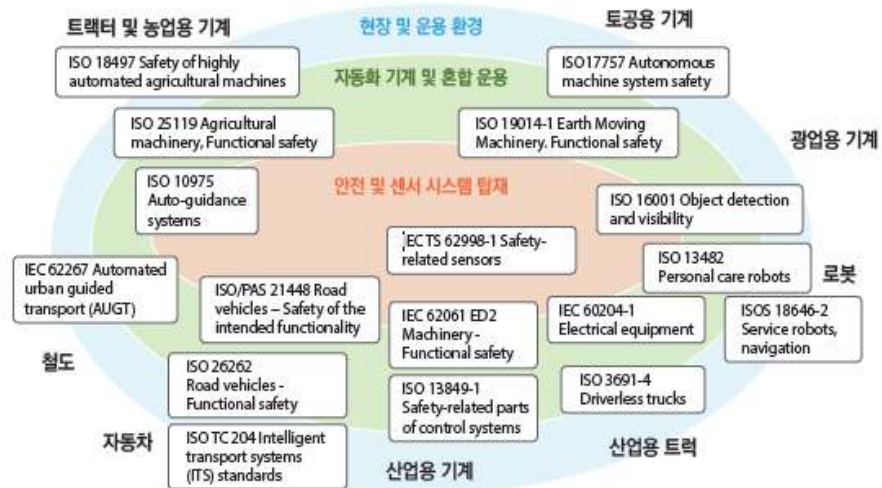 트랙터 및 농업용 기계
현장 및 운용 환경
토공용 기계
ISO 18497 Safety of highly
automated agricultural machines
자동화 기계 및 혼합 운용
ISO17757 Autonomous
machine system safety
ISO 25119 Agricultural
machinery, Functional safety
ISO 19014-1 Earth Moving
Machinery, Functional safety
광업용 기계
ISO 10975
Auto-guidance
systems
안전 및 센서 시스템 탑재
ISO 16001 Object detection
and visibility
IEC TS 62998-1 Safety-
related sensors
ISO 13482
Personal care robots
로봇
IEC 62267 Automated
urban guided
transport (AUGT)
ISO/PAS 21448 Road
vehicles – Safety of the
intended functionality
IEC 62061 ED2
Machinery -
Functional safety
IEC 60204-1
Electrical equipment
ISOS 18646-2
Service robots,
navigation
철도
ISO 26262
Road vehicles -
Functional safety
ISO 13849-1
Safety-related parts
of control systems
ISO 3691-4
Driverless trucks
자동차
ISO TC 204 Intelligent
transport systems
(ITS) standards
산업용 기계
산업용 트럭